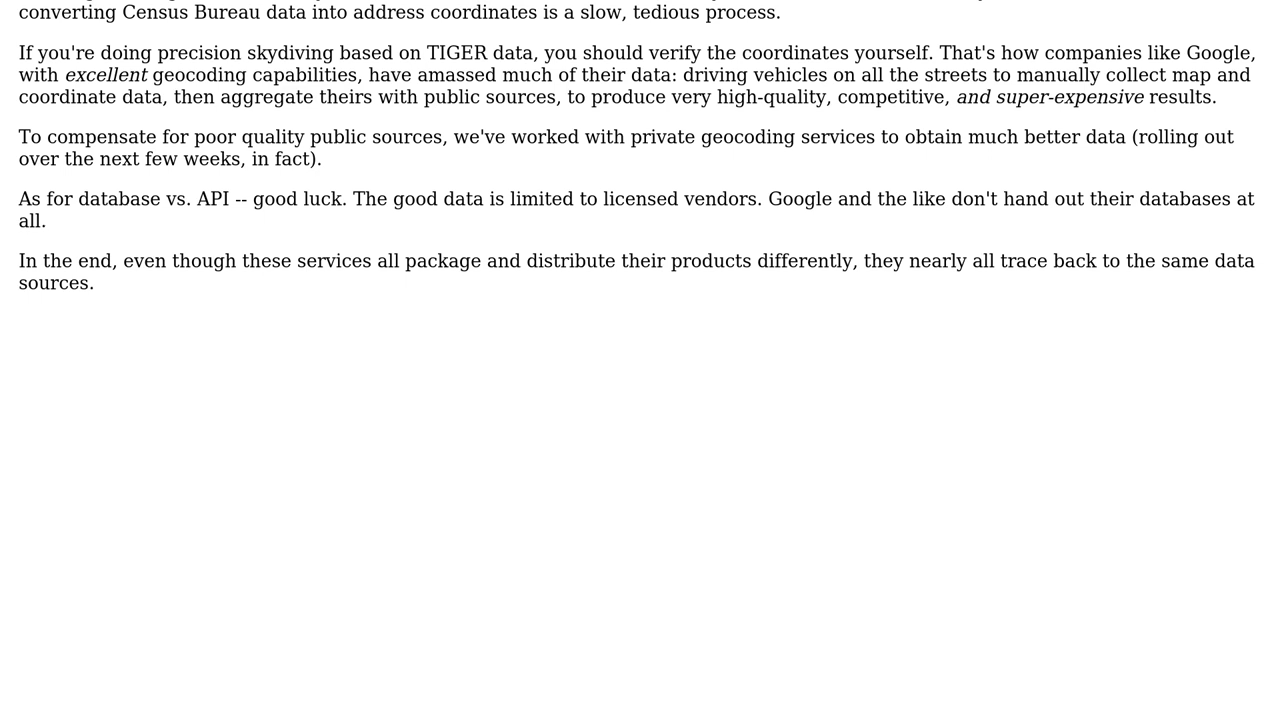 converting Census Bureau data into address coordinates is a slow, tedious process.
If you're doing precision skydiving based on TIGER data, you should verify the coordinates yourself. That's how companies like Google,
with excellent geocoding capabilities, have amassed much of their data: driving vehicles on all the streets to manually collect map and
coordinate data, then aggregate theirs with public sources, to produce very high-quality, competitive, and super-expensive results.
To compensate for poor quality public sources, we've worked with private geocoding services to obtain much better data (rolling out
over the next few weeks, in fact).
As for database vs. API -- good luck. The good data is limited to licensed vendors. Google and the like don't hand out their databases at
all.
In the end, even though these services all package and distribute their products differently, they nearly all trace back to the same data
sources.